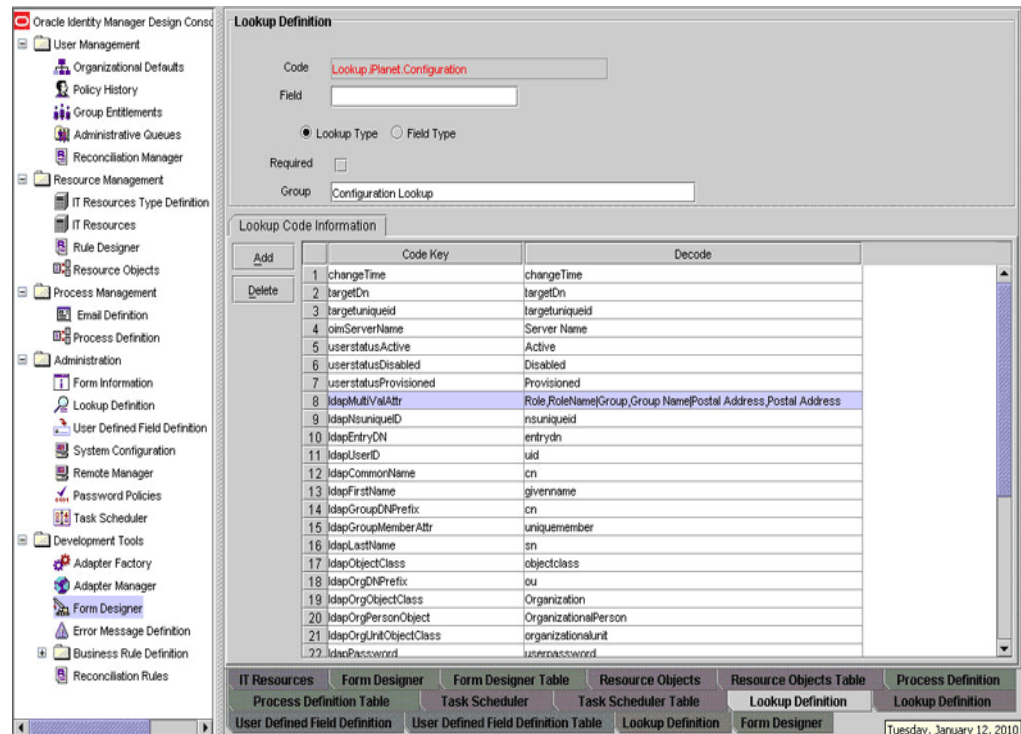 Oracle Identity Manager Design Consc
User Management
Organizational Defaults
Policy History
Group Entitlements
Administrative Queues
Reconciliation Manager
Resource Management
IT Resources Type Definition
IT Resources
Rule Designer
Resource Objects
Process Management
Email Definition
Process Definition
Administration
Form Information
Lookup Definition
User Defined Field Definition
System Configuration
Remote Manager
Password Policies
Task Scheduler
Development Tools
Adapter Factory
Adapter Manager
Form Designer
Error Message Definition
Business Rule Definition
Reconciliation Rules
Lookup Definition
Code Lookup.iPlanet.Configuration
Field
Lookup Type Field Type
Required
Group Configuration Lookup
Lookup Code Information
Add
Delete
Code Key Decode
1 changeTime changeTime
2 targetDn targetDn
3 targetuniqueid targetuniqueid
4 oimServerName Server Name
5 userstatusActive Active
6 userstatusDisabled Disabled
7 userstatusProvisioned Provisioned
8 ldapMultiValAttr Role,RoleName|Group,Group Name|Postal Address,Postal Address
9 ldapNsuniqueID nsuniqueid
10 ldapEntryDN entrydn
11 ldapUserID uid
12 ldapCommonName cn
13 ldapFirstName givenname
14 ldapGroupDNPrefix cn
15 ldapGroupMemberAttr uniquemember
16 ldapLastName sn
17 ldapObjectClass objectclass
18 ldapOrgDNPrefix ou
19 ldapOrgObjectClass Organization
20 ldapOrgPersonObject OrganizationalPerson
21 ldapOrgUnitObjectClass organizationalunit
22 ldapPassword userpassword
IT Resources Form Designer Form Designer Table Resource Objects Resource Objects Table Process Definition
Process Definition Table Task Scheduler Task Scheduler Table Lookup Definition Lookup Definition
User Defined Field Definition User Defined Field Definition Table Lookup Definition Form Designer
Tuesday, January 12, 2010